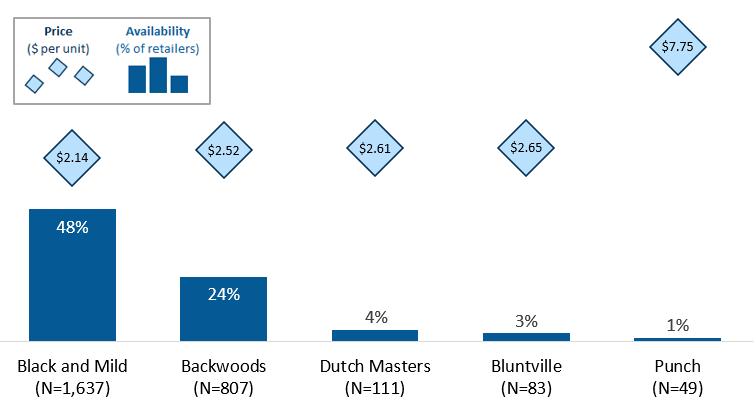 Price
($ per unit)
Availability
(% of retailers)
$7.75
$2.14
$2.52
$2.61
$2.65
48%
24%
4%
3%
1%
Black and Mild
(N=1,637)
Backwoods
(N=807)
Dutch Masters
(N=111)
Bluntville
(N=83)
Punch
(N=49)